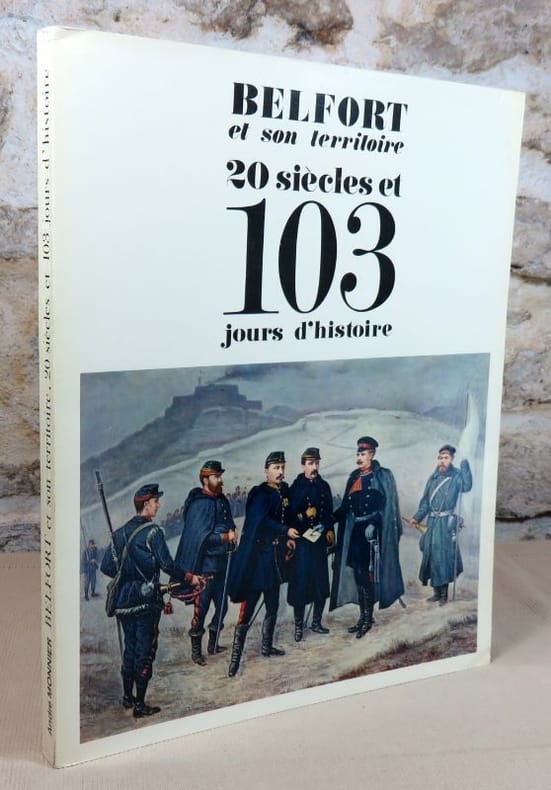 BELFORT
et son territoire
20 siècles et
103
jours d'histoire
André MONNIER BELFORT et son territoire. 20 siècles et 103 jours d'histoire